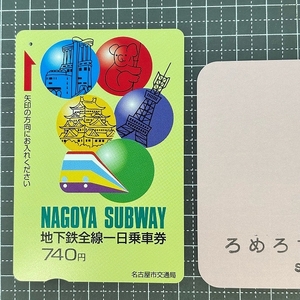 矢印の方向にお入れください
NAGOYA SUBWAY
地下鉄全線一日乗車券
740円
名古屋市交通局
ろめろ
S